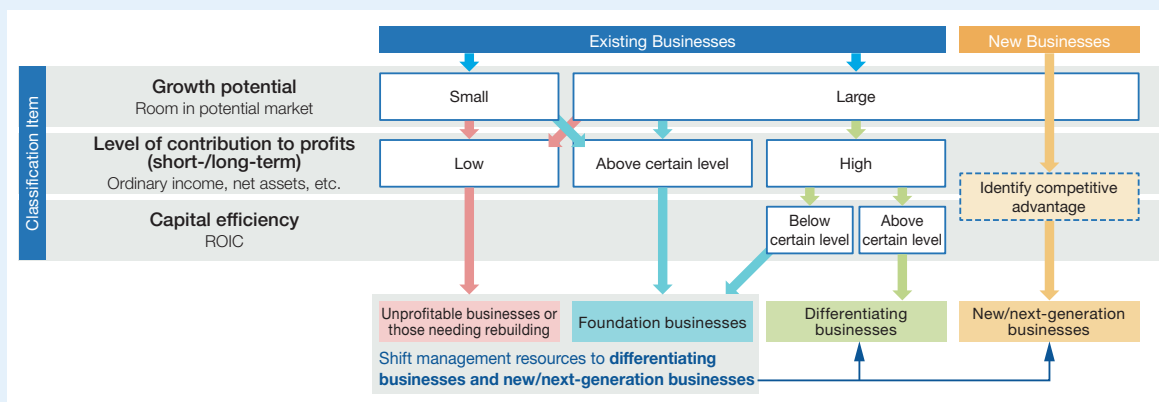 Existing Businesses
New Businesses
Classification Item
Growth potential
Room in potential market
Small
Large
Level of contribution to profits
(short-/long-term)
Ordinary income, net assets, etc.
Low
Above certain level
High
Identify competitive
advantage
Capital efficiency
ROIC
Below
certain level
Above
certain level
Unprofitable businesses or
those needing rebuilding
Foundation businesses
Differentiating
businesses
New/next-generation
businesses
Shift management resources to differentiating
businesses and new/next-generation businesses